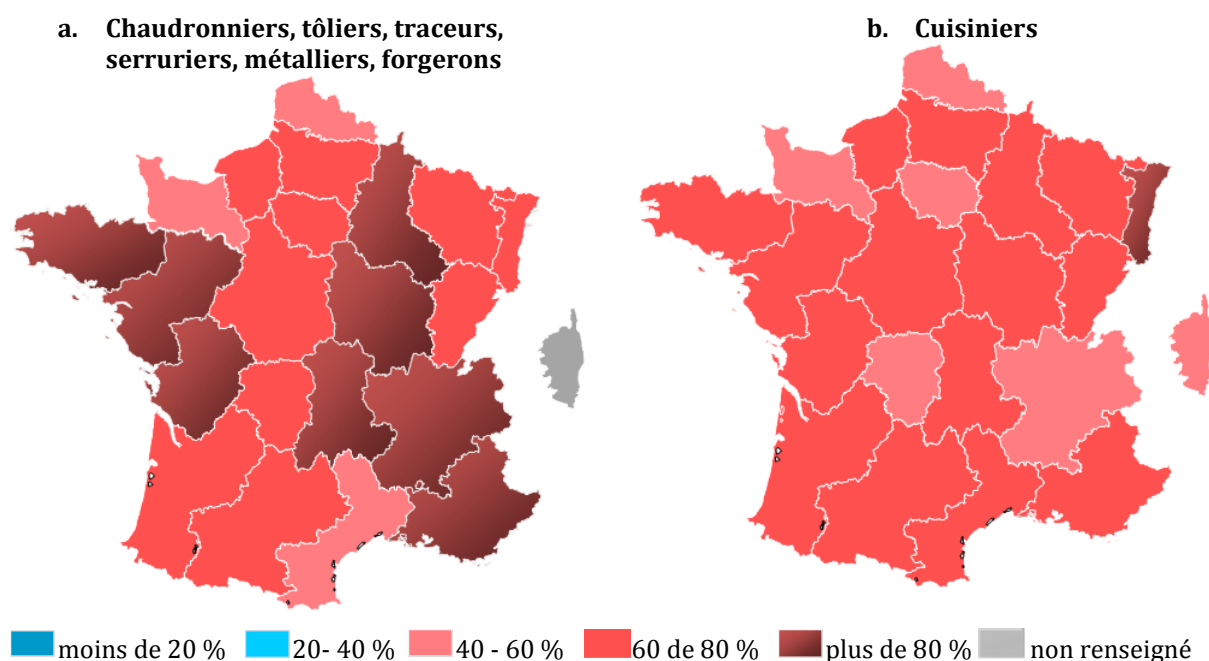 a. Chaudronniers, tôliers, traceurs,
serruriers, métalliers, forgerons
b. Cuisiniers
moins de 20 % 20- 40 % 40 - 60 % 60 de 80 % plus de 80 % non renseigné